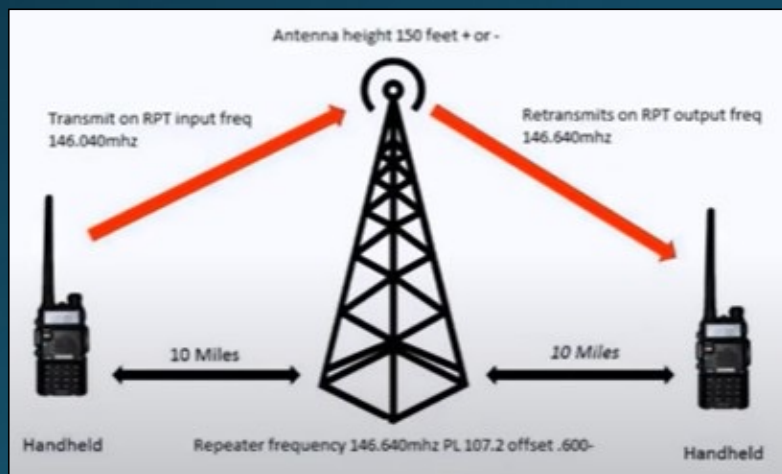 Antenna height 150 feet + or -
Transmit on RPT input freq
146.040mhz
Retransmits on RPT output freq
146.640mhz
10 Miles
10 Miles
Handheld
Repeater frequency 146.640mhz PL 107.2 offset .600-
Handheld